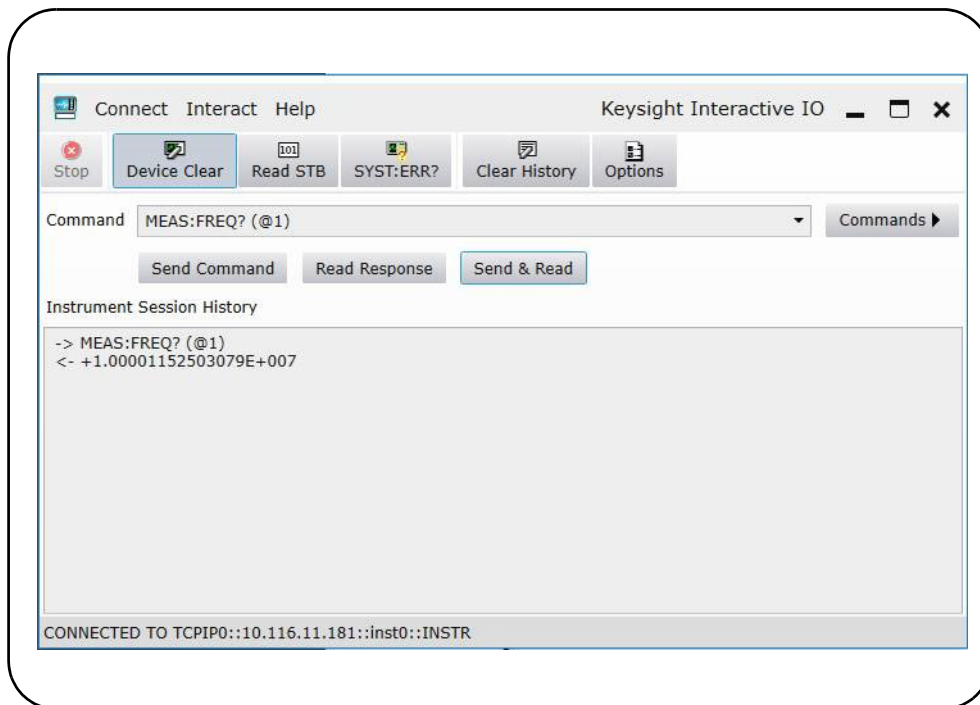 Connect Interact Help Keysight Interactive IO
Stop Device Clear Read STB SYST:ERR? Clear History Options
Command MEAS:FREQ? (@1) Commands
Send Command Read Response Send & Read
Instrument Session History
-> MEAS:FREQ? (@1)
<- +1.00001152503079E+007
CONNECTED TO TCPIP0::10.116.11.181::inst0::INSTR